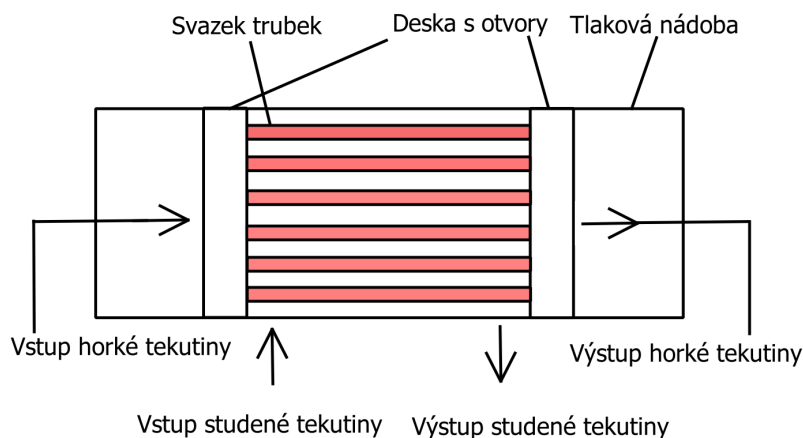 Svazek trubek
Deska s otvory
Tlaková nádoba
Vstup horké tekutiny
Výstup horké tekutiny
Vstup studené tekutiny
Výstup studené tekutiny